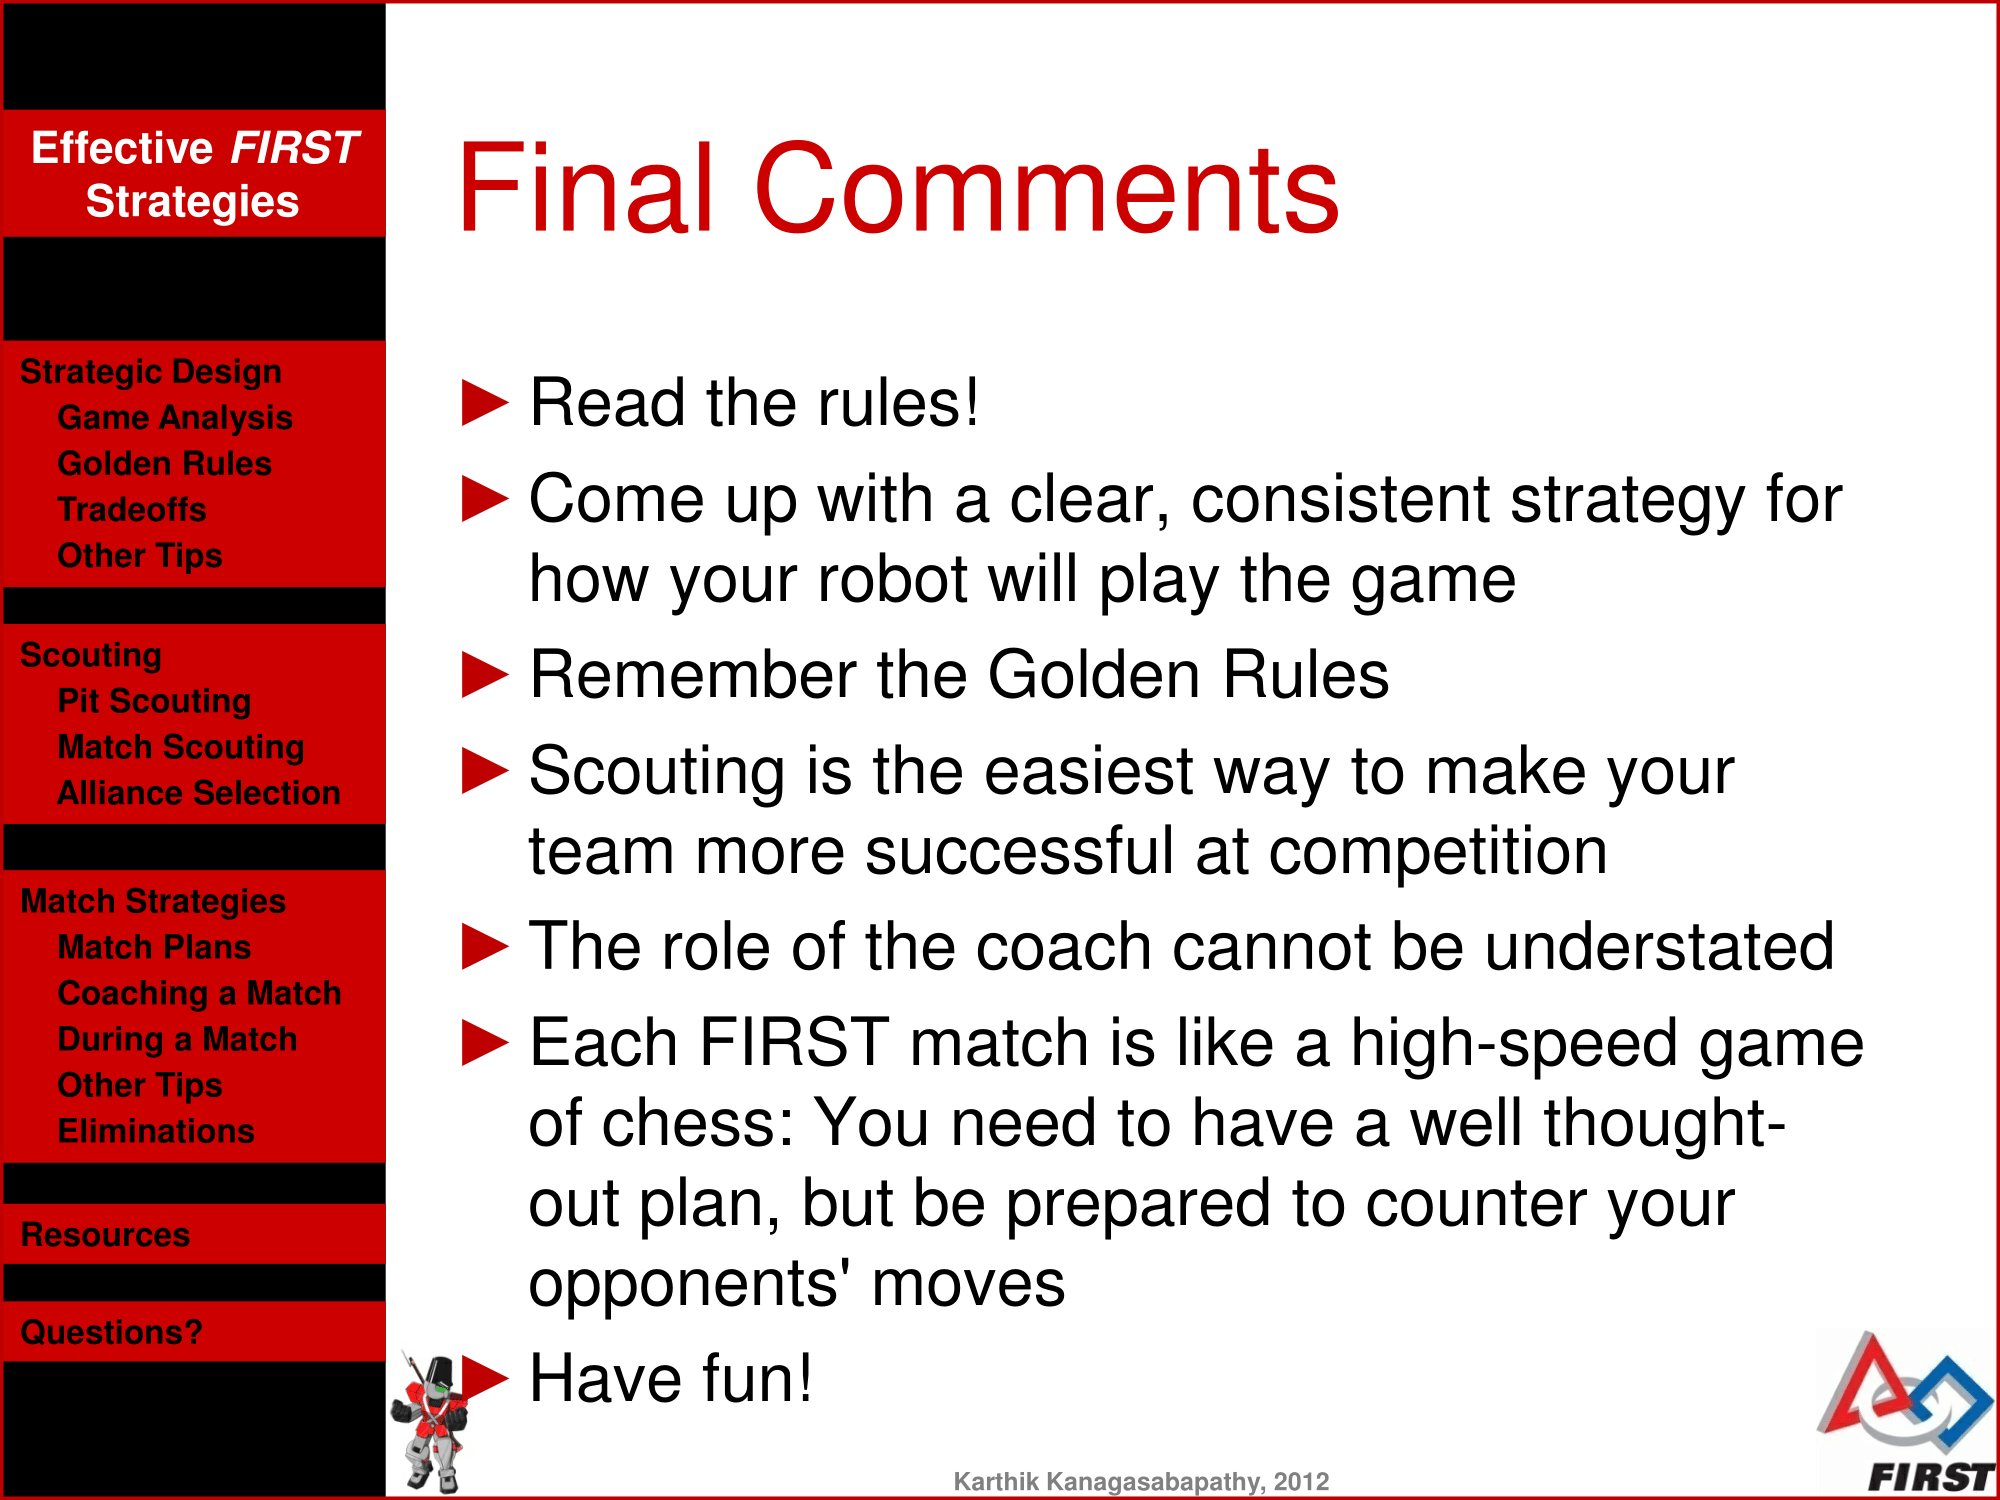 Effective FIRST
Strategies
Strategic Design
Game Analysis
Golden Rules
Tradeoffs
Other Tips
Scouting
Pit Scouting
Match Scouting
Alliance Selection
Match Strategies
Match Plans
Coaching a Match
During a Match
Other Tips
Eliminations
Resources
Questions?
Final Comments
► Read the rules!
► Come up with a clear, consistent strategy for
how your robot will play the game
► Remember the Golden Rules
► Scouting is the easiest way to make your
team more successful at competition
► The role of the coach cannot be understated
► Each FIRST match is like a high-speed game
of chess: You need to have a well thought-
out plan, but be prepared to counter your
opponents' moves
► Have fun!
Karthik Kanagasabapathy, 2012
FIRST